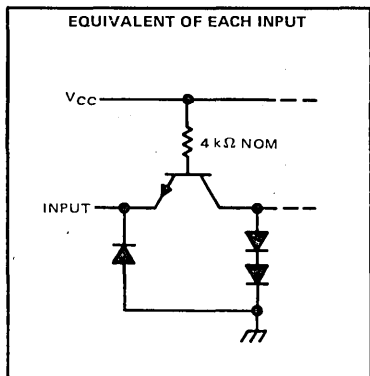 EQUIVALENT OF EACH INPUT
VCC
4 kΩ NOM
INPUT